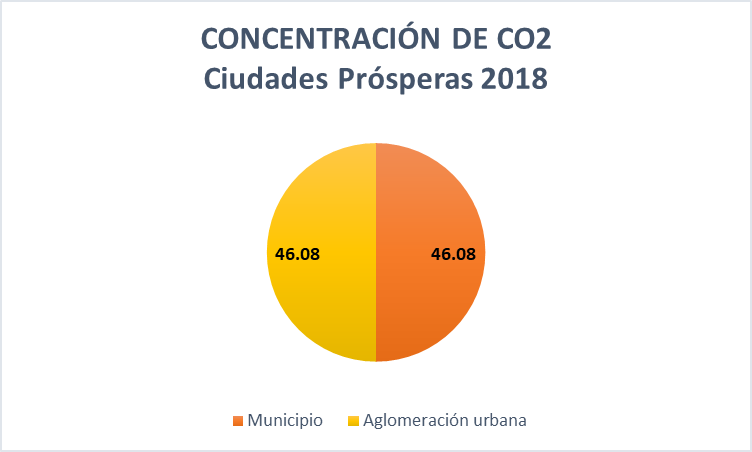 CONCENTRACIÓN DE CO2
Ciudades Prósperas 2018
46.08 46.08
Municipio Aglomeración urbana